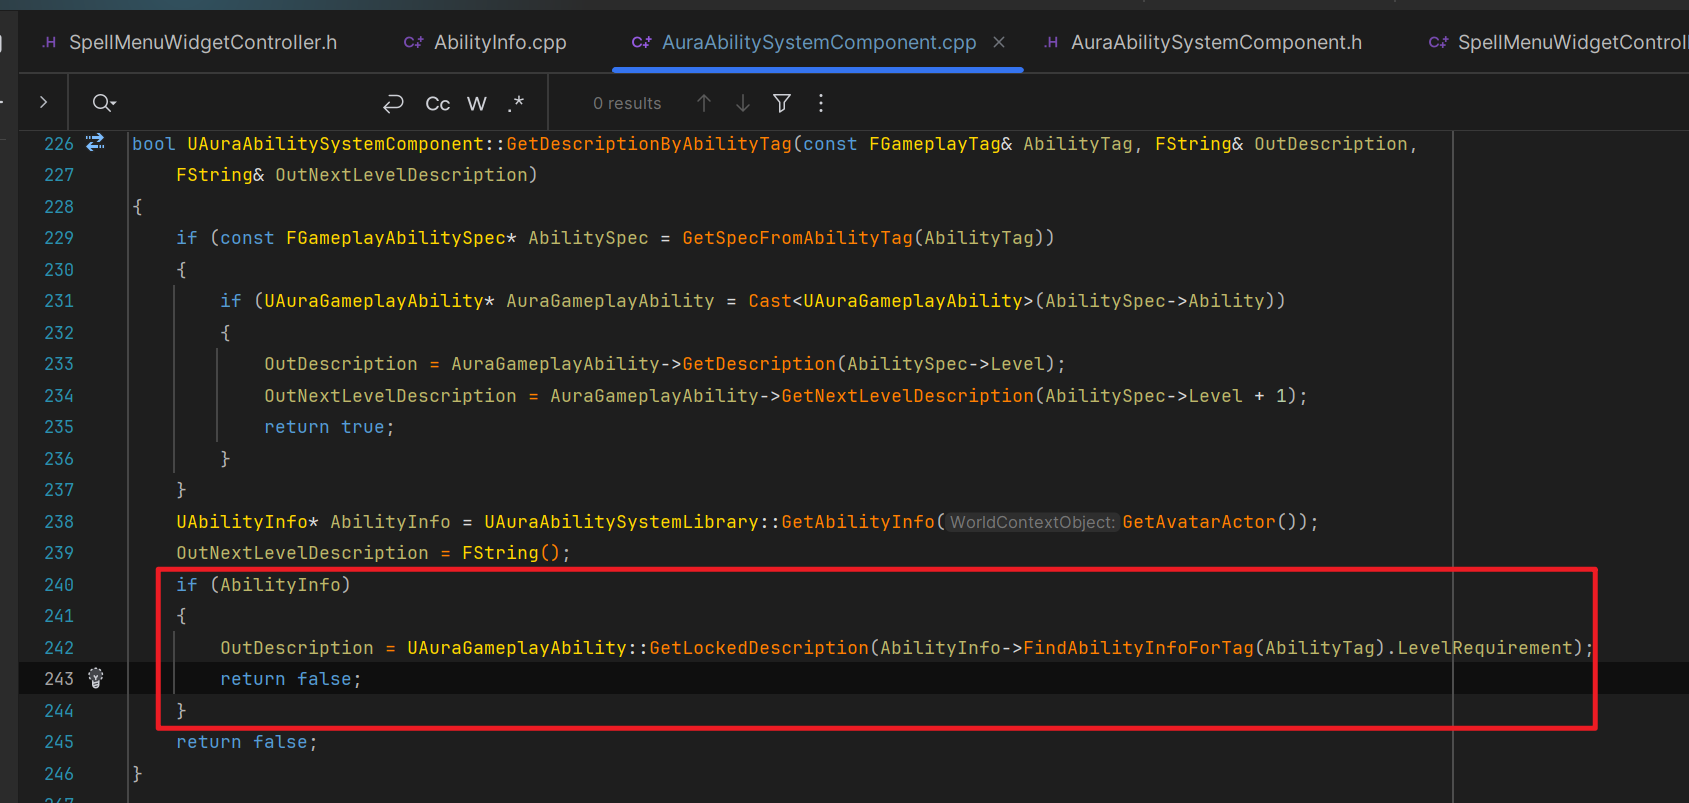 .H SpellMenuWidgetController.h C++ AbilityInfo.cpp C++ AuraAbilitySystemComponent.cpp × .H AuraAbilitySystemComponent.h C++ SpellMenuWidgetControl
Cc W .* 0 results
226 bool UAuraAbilitySystemComponent::GetDescriptionByAbilityTag(const FGameplayTag& AbilityTag, FString& OutDescription,
227 FString& OutNextLevelDescription)
228 {
229 if (const FGameplayAbilitySpec* AbilitySpec = GetSpecFromAbilityTag(AbilityTag))
230 {
231 if (UAuraGameplayAbility* AuraGameplayAbility = Cast<UAuraGameplayAbility>(AbilitySpec->Ability))
232 {
233 OutDescription = AuraGameplayAbility->GetDescription(AbilitySpec->Level);
234 OutNextLevelDescription = AuraGameplayAbility->GetNextLevelDescription(AbilitySpec->Level + 1);
235 return true;
236 }
237 }
238 UAbilityInfo* AbilityInfo = UAuraAbilitySystemLibrary::GetAbilityInfo(WorldContextObject: GetAvatarActor());
239 OutNextLevelDescription = FString();
240 if (AbilityInfo)
241 {
242 OutDescription = UAuraGameplayAbility::GetLockedDescription(AbilityInfo->FindAbilityInfoForTag(AbilityTag).LevelRequirement);
243 return false;
244 }
245 return false;
246 }